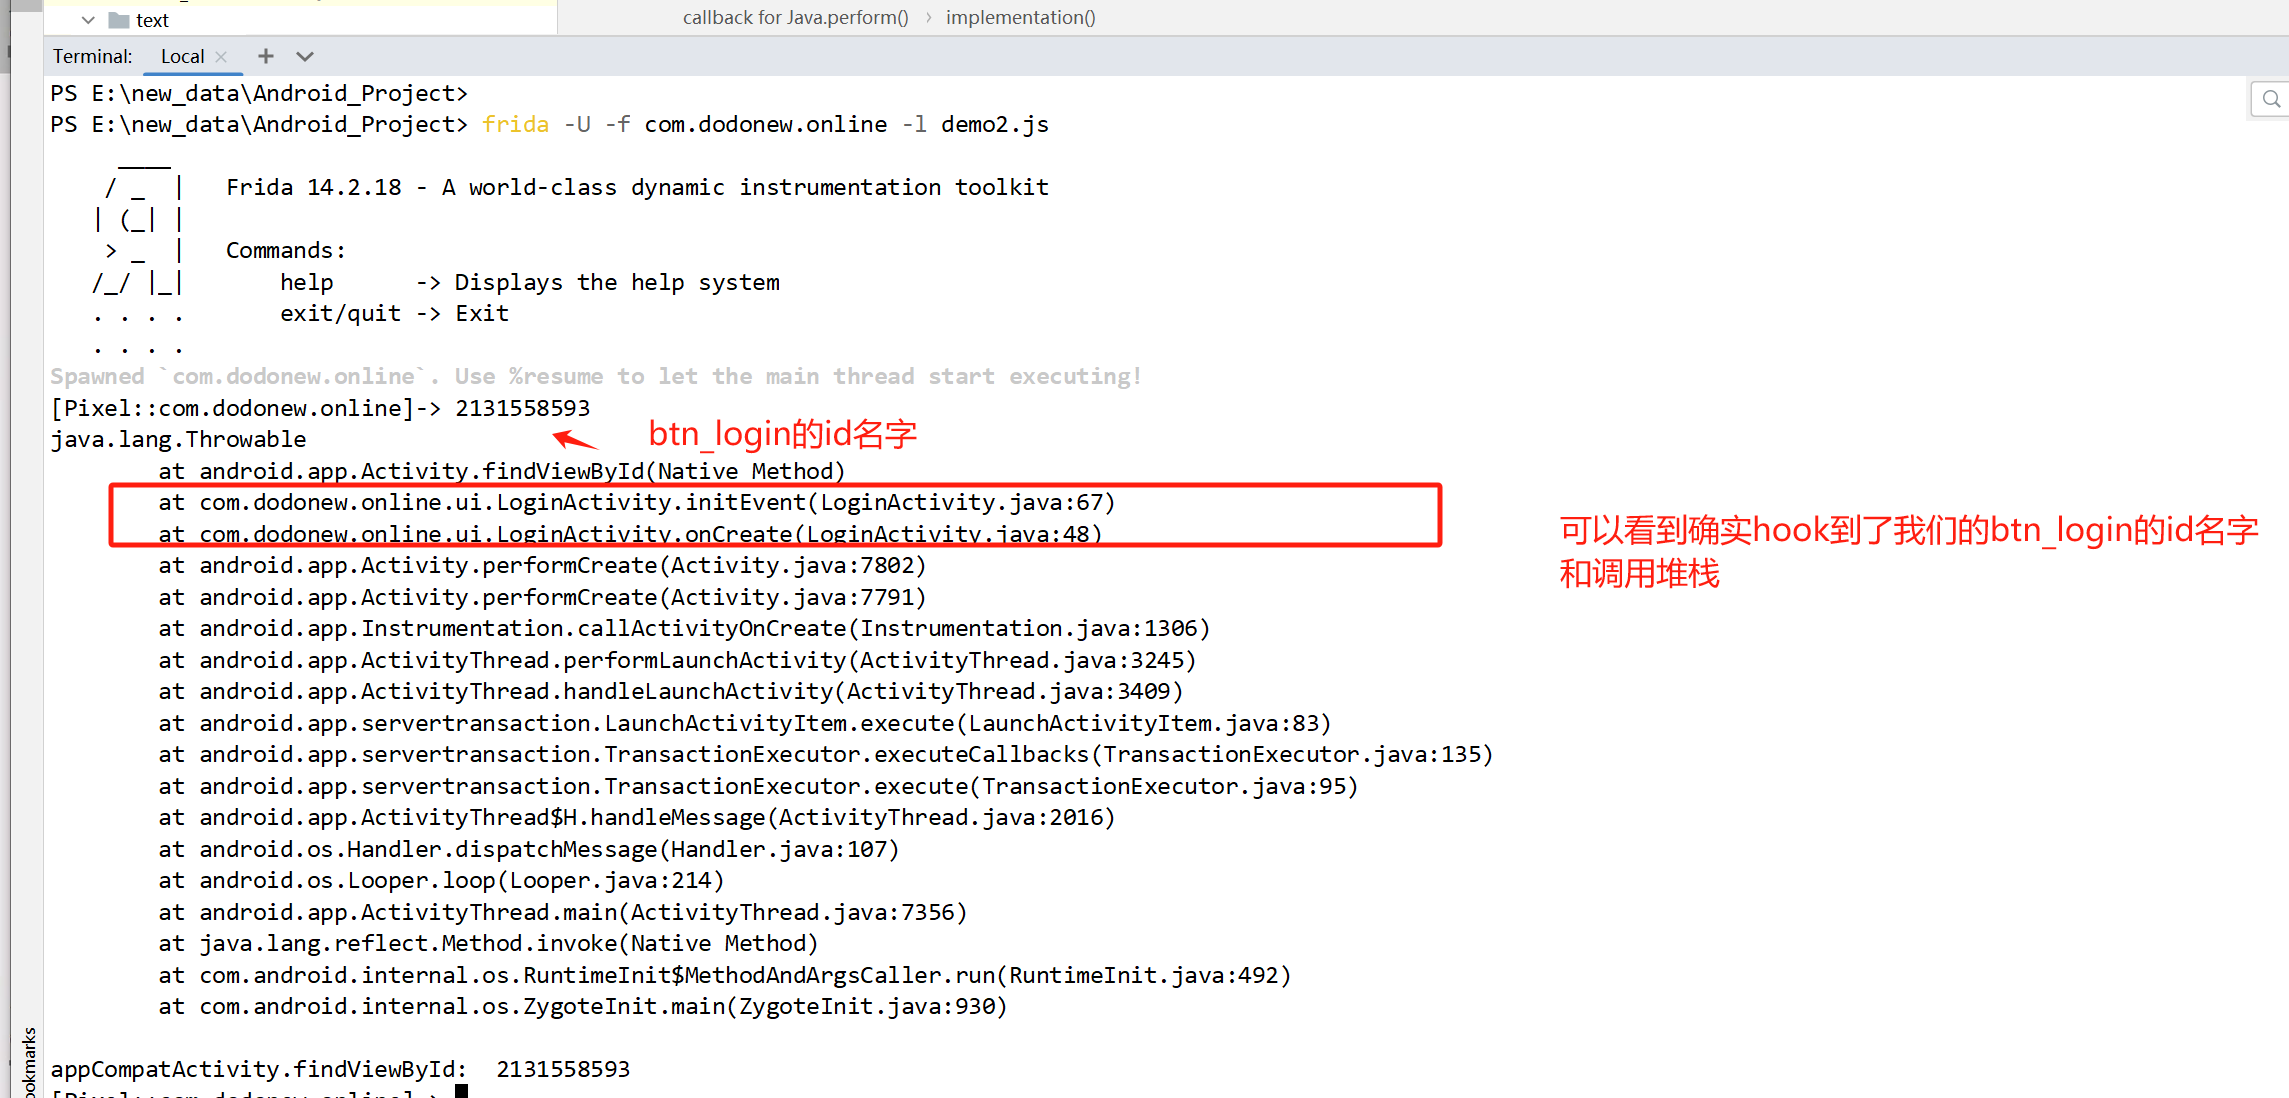 text
callback for Java.perform() › implementation()
Terminal: Local × +
PS E:\new_data\Android_Project>
PS E:\new_data\Android_Project> frida -U -f com.dodonew.online -l demo2.js
____
/ _ | Frida 14.2.18 - A world-class dynamic instrumentation toolkit
| (_| |
> _ | Commands:
/_/ |_| help -> Displays the help system
. . . . exit/quit -> Exit
. . . .
Spawned `com.dodonew.online`. Use %resume to let the main thread start executing!
[Pixel::com.dodonew.online]-> 2131558593
btn_login的id名字
java.lang.Throwable
at android.app.Activity.findViewById(Native Method)
at com.dodonew.online.ui.LoginActivity.initEvent(LoginActivity.java:67)
at com.dodonew.online.ui.LoginActivity.onCreate(LoginActivity.java:48)
可以看到确实hook到了我们的btn_login的id名字
和调用堆栈
at android.app.Activity.performCreate(Activity.java:7802)
at android.app.Activity.performCreate(Activity.java:7791)
at android.app.Instrumentation.callActivityOnCreate(Instrumentation.java:1306)
at android.app.ActivityThread.performLaunchActivity(ActivityThread.java:3245)
at android.app.ActivityThread.handleLaunchActivity(ActivityThread.java:3409)
at android.app.servertransaction.LaunchActivityItem.execute(LaunchActivityItem.java:83)
at android.app.servertransaction.TransactionExecutor.executeCallbacks(TransactionExecutor.java:135)
at android.app.servertransaction.TransactionExecutor.execute(TransactionExecutor.java:95)
at android.app.ActivityThread$H.handleMessage(ActivityThread.java:2016)
at android.os.Handler.dispatchMessage(Handler.java:107)
at android.os.Looper.loop(Looper.java:214)
at android.app.ActivityThread.main(ActivityThread.java:7356)
at java.lang.reflect.Method.invoke(Native Method)
at com.android.internal.os.RuntimeInit$MethodAndArgsCaller.run(RuntimeInit.java:492)
at com.android.internal.os.ZygoteInit.main(ZygoteInit.java:930)
appCompatActivity.findViewById: 2131558593
[Pixel::com.dodonew.online]->
okmarks